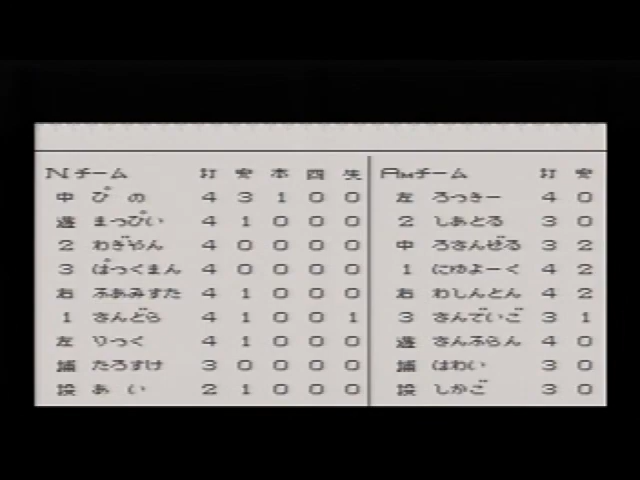 Nチーム 打 安 本 四 失
中 ぴの 4 3 1 0 0
遊 まっぴい 4 1 0 0 0
2 わぎやん 4 0 0 0 0
3 ぱっくまん 4 0 0 0 0
右 ふぁみすた 4 1 0 0 0
1 さんどら 4 1 0 0 1
左 りっく 4 1 0 0 0
捕 たろすけ 3 0 0 0 0
投 あい 2 1 0 0 0
Amチーム 打 安
左 ろっきー 4 0
2 しあとる 3 0
中 ろさんぜる 3 2
1 にゆよーく 4 2
右 わしんとん 4 2
3 さんでいご 3 1
遊 さんふらん 4 0
捕 はわい 3 0
投 しかご 3 0